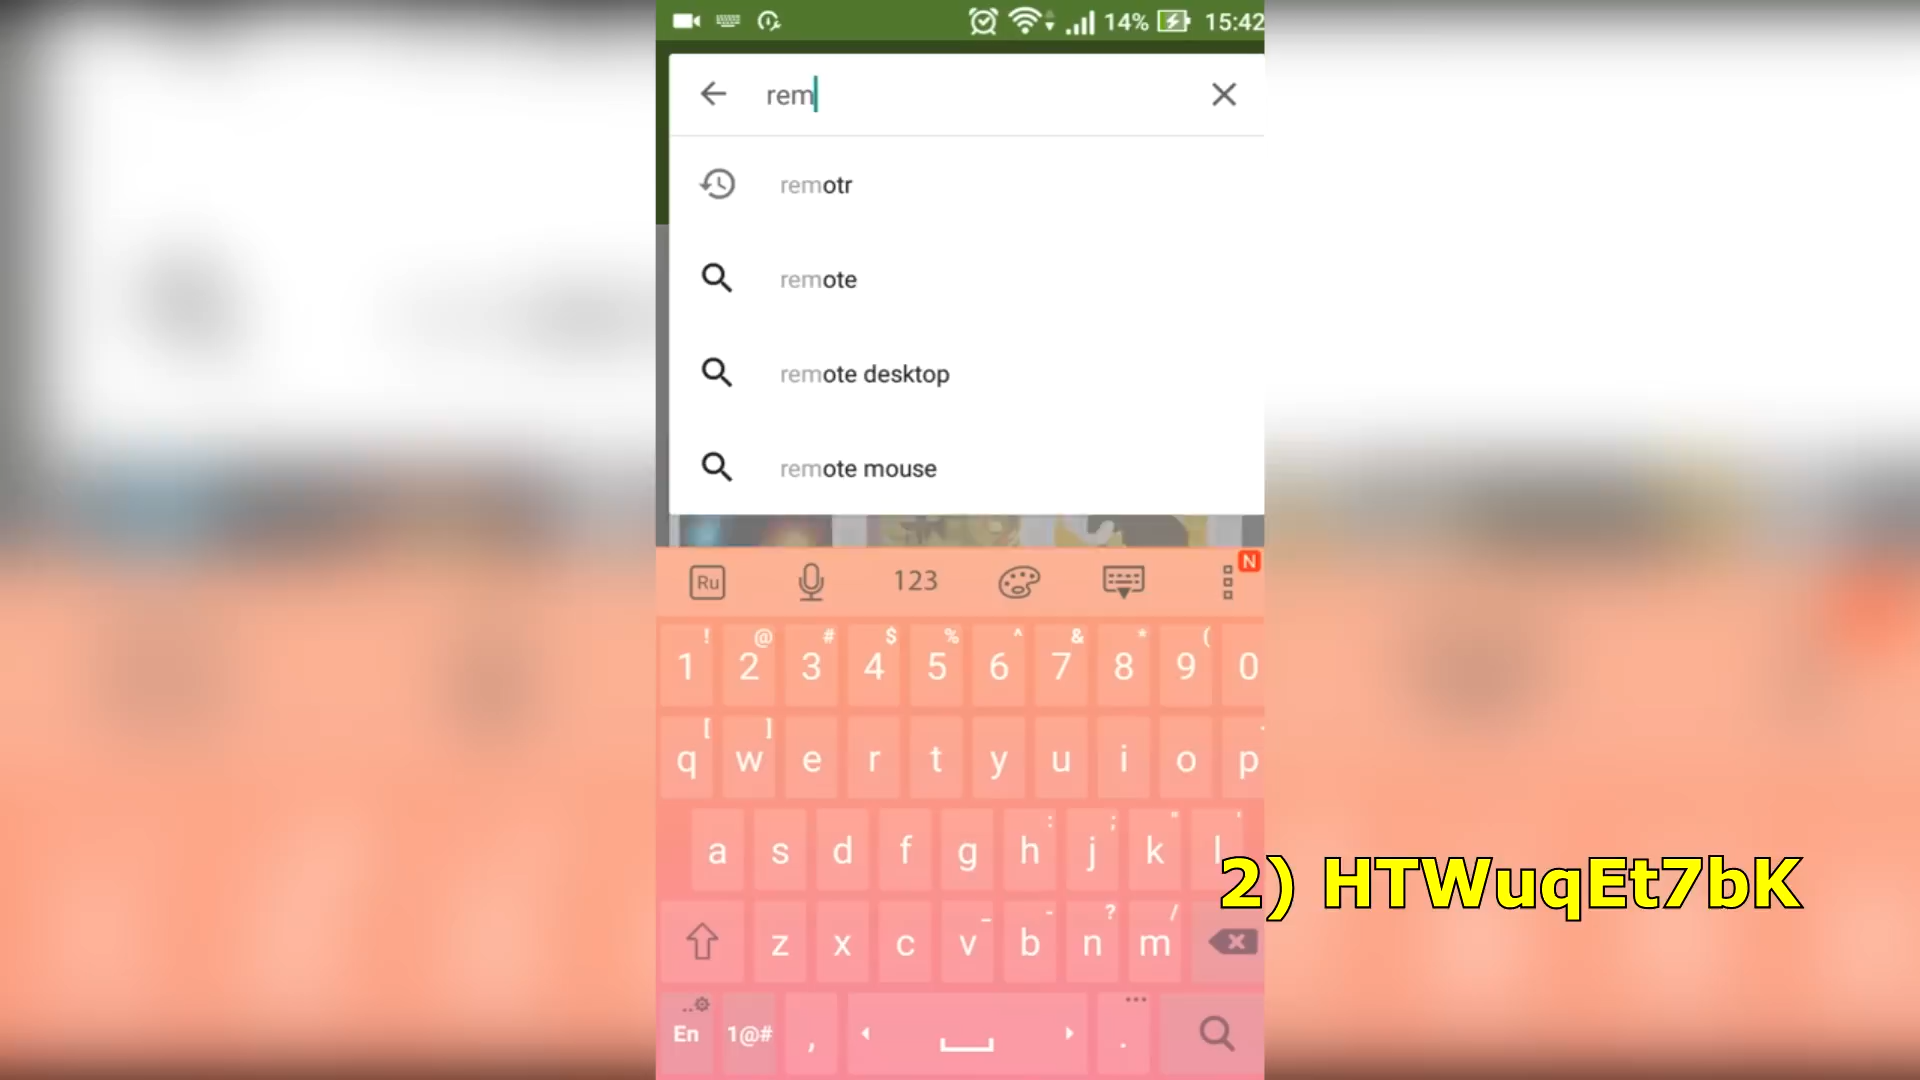 14% 15:42
rem
remotr
remote
remote desktop
remote mouse
N
Ru 123
! @ # $ % ^ & * (
1 2 3 4 5 6 7 8 9 0
[ ]
q w e r t y u i o p
: ; " '
a s d f g h j k l
2) HTWuqEt7bK
_ - ? /
z x c v b n m
En 1@# , .